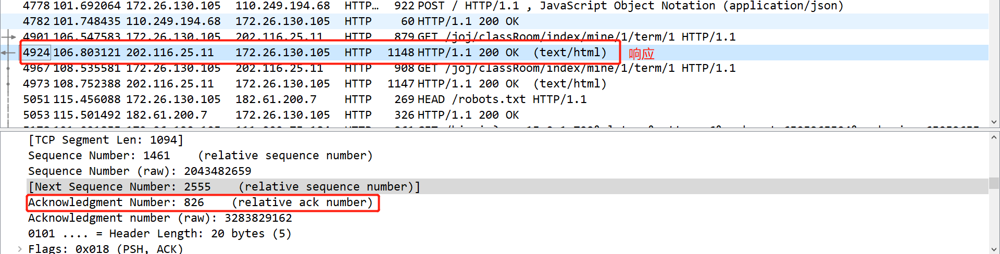 4778 101.692064 172.26.130.105 110.249.194.68 HTTP… 922 POST / HTTP/1.1 , JavaScript Object Notation (application/json)
4782 101.748435 110.249.194.68 172.26.130.105 HTTP 60 HTTP/1.1 200 OK
4901 106.547583 172.26.130.105 202.116.25.11 HTTP 879 GET /joj/classRoom/index/mine/1/term/1 HTTP/1.1
4924 106.803121 202.116.25.11 172.26.130.105 HTTP 1148 HTTP/1.1 200 OK (text/html) 响应
4967 108.535581 172.26.130.105 202.116.25.11 HTTP 908 GET /joj/classRoom/index/mine/1/term/1 HTTP/1.1
4973 108.752388 202.116.25.11 172.26.130.105 HTTP 1147 HTTP/1.1 200 OK (text/html)
5051 115.456088 172.26.130.105 182.61.200.7 HTTP 269 HEAD /robots.txt HTTP/1.1
5053 115.501492 182.61.200.7 172.26.130.105 HTTP 326 HTTP/1.1 200 OK
[TCP Segment Len: 1094]
Sequence Number: 1461 (relative sequence number)
Sequence Number (raw): 2043482659
[Next Sequence Number: 2555 (relative sequence number)]
Acknowledgment Number: 826 (relative ack number)
Acknowledgment number (raw): 3283829162
0101 .... = Header Length: 20 bytes (5)
Flags: 0x018 (PSH, ACK)